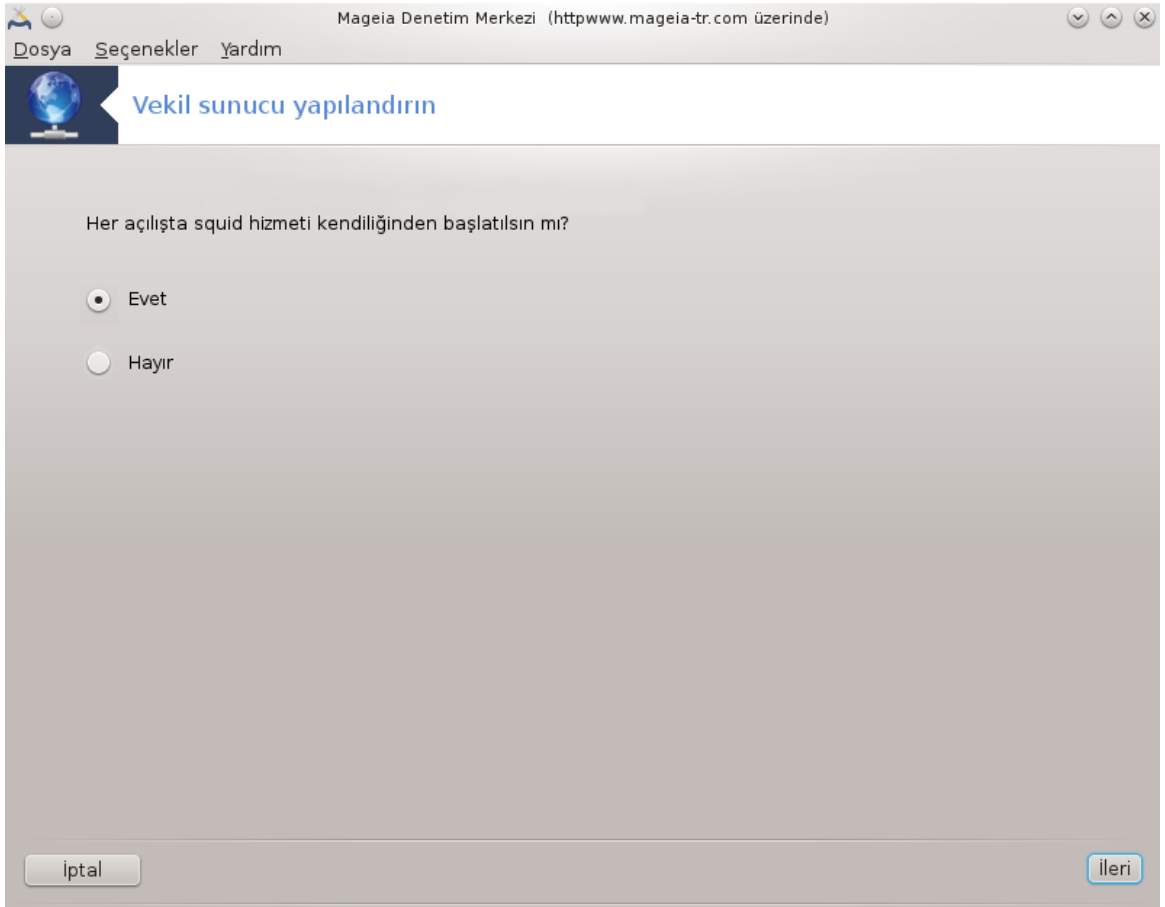 Mageia Denetim Merkezi (httpwww.mageia-tr.com üzerinde)
Dosya Seçenekler Yardım
Vekil sunucu yapılandırın
Her açılışta squid hizmeti kendiliğinden başlatılsın mı?
Evet
Hayır
İptal
İleri